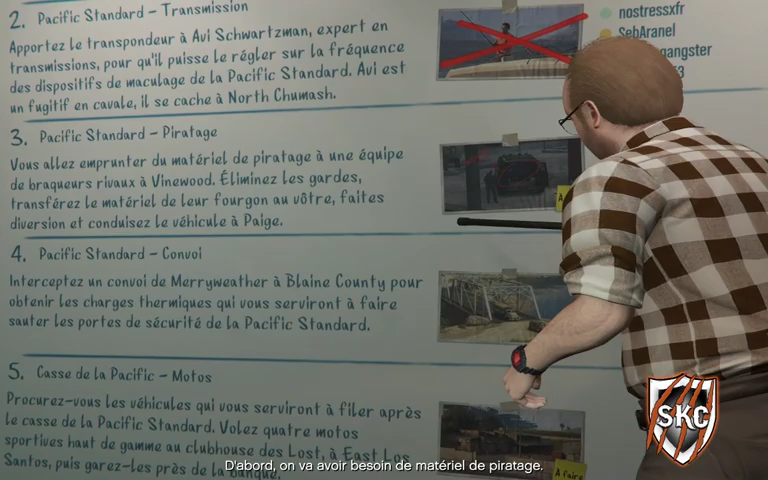 2. Pacific Standard - Transmission
Apportez le transpondeur à Avi Schwartzman, expert en
transmissions, pour qu'il puisse le régler sur la fréquence
des dispositifs de maculage de la Pacific Standard. Avi est
un fugitif en cavale, il se cache à North Chumash.
nostressxfr
SebAranel
gangster
3. Pacific Standard - Piratage
Vous allez emprunter du matériel de piratage à une équipe
de braqueurs rivaux à Vinewood. Éliminez les gardes,
transférez le matériel de leur fourgon au vôtre, faites
diversion et conduisez le véhicule à Paige.
4. Pacific Standard - Convoi
Interceptez un convoi de Merryweather à Blaine County pour
obtenir les charges thermiques qui vous serviront à faire
sauter les portes de sécurité de la Pacific Standard.
5. Casse de la Pacific - Motos
Procurez-vous les véhicules qui vous serviront à filer après
le casse de la Pacific Standard. Volez quatre motos
sportives haut de gamme au clubhouse des Lost, à East Los
Santos, puis garez-les près de la banque.
A faire
D'abord, on va avoir besoin de matériel de piratage.
SKC